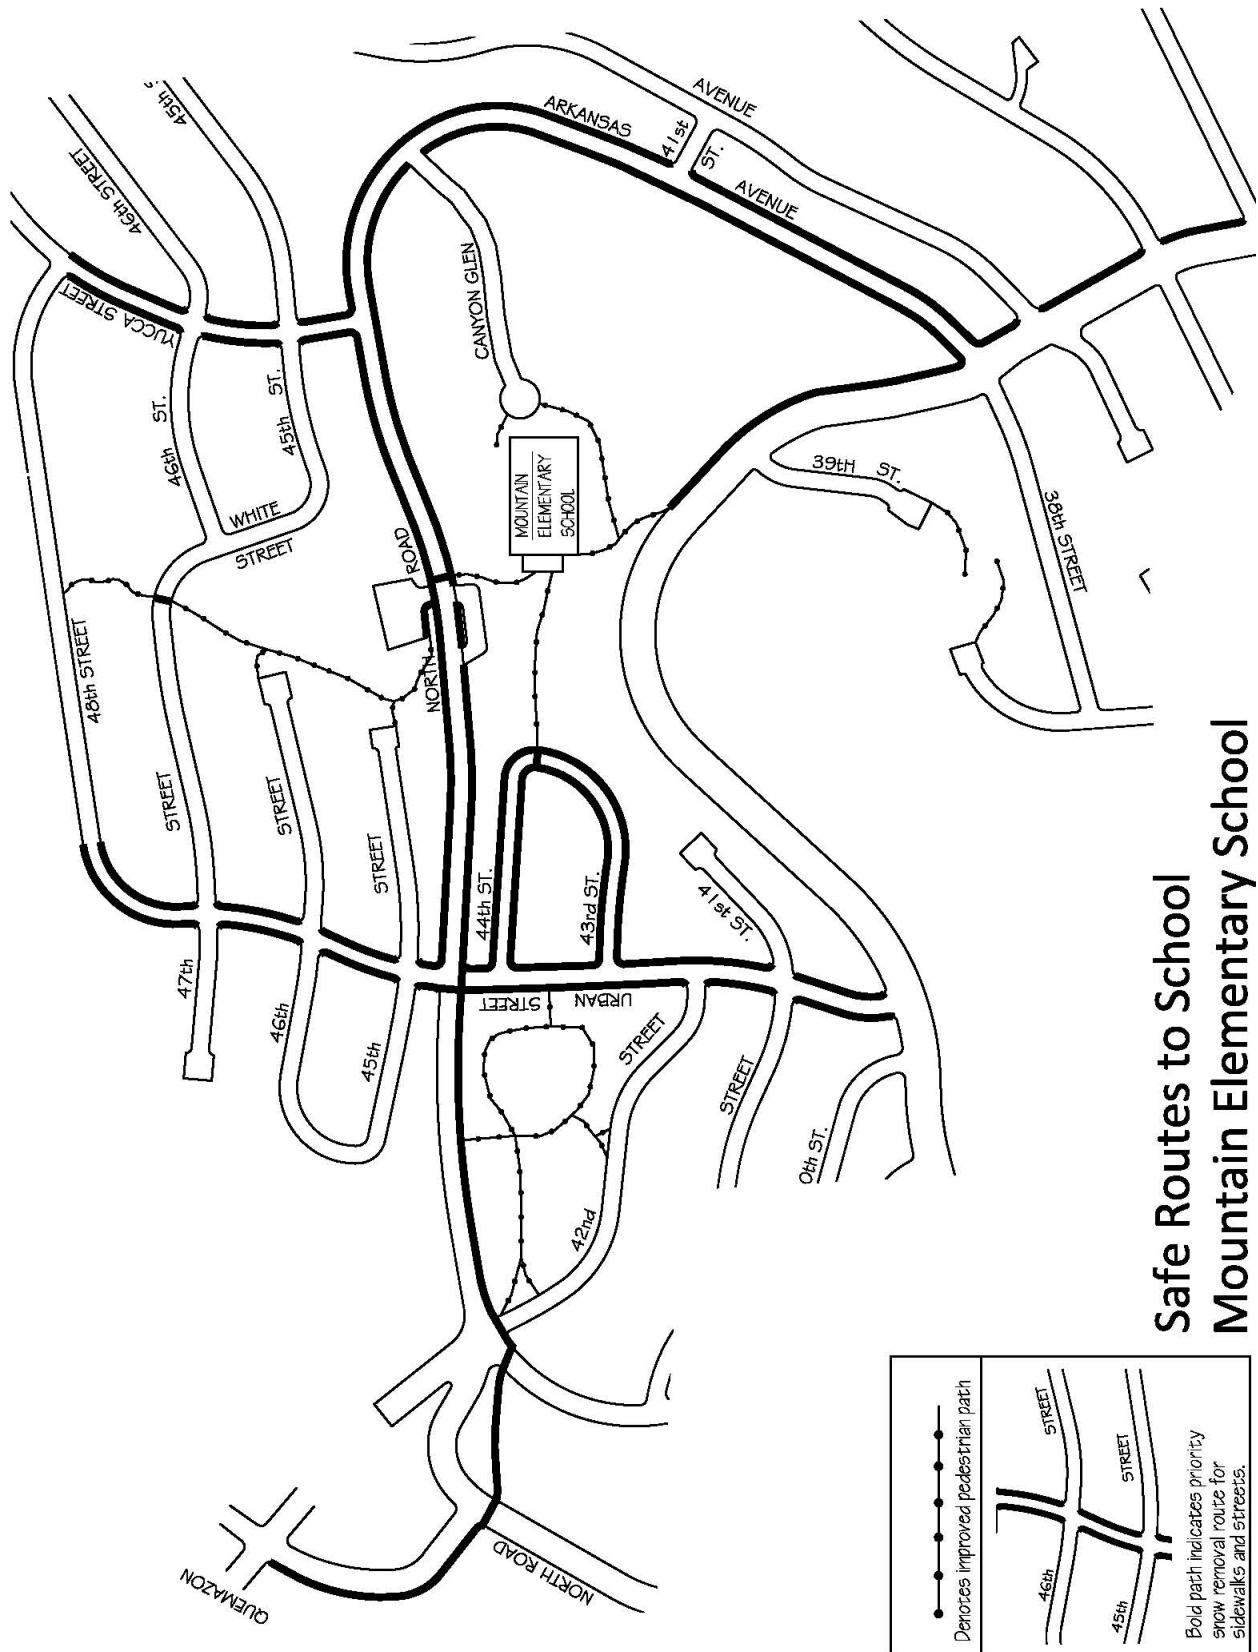 QUEMAZON
NORTH ROAD
47th
STREET
48th STREET
46th
STREET
45th
STREET
WHITE
STREET
46th ST.
45th ST.
YUCCA STREET
46th STREET
45th S
NORTH
ROAD
44th ST.
43rd ST.
URBAN
STREET
42nd
STREET
41st ST.
STREET
0th ST.
MOUNTAIN
ELEMENTARY
SCHOOL
CANYON GLEN
ARKANSAS
AVENUE
41st
ST.
AVENUE
39TH ST.
38th STREET
Safe Routes to School
Mountain Elementary School
Denotes improved pedestrian path
46th
STREET
45th
STREET
Bold path indicates priority
snow removal route for
sidewalks and streets.